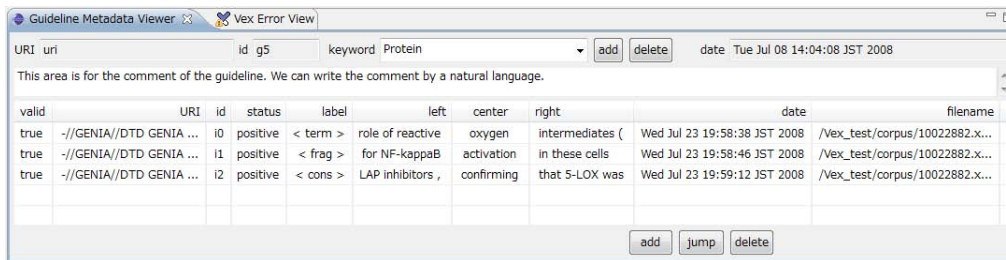 Guideline Metadata Viewer Vex Error View
URI uri id g5 keyword Protein add delete date Tue Jul 08 14:04:08 JST 2008
This area is for the comment of the guideline. We can write the comment by a natural language.
valid URI id status label left center right date filename
true -//GENIA//DTD GENIA ... i0 positive < term > role of reactive oxygen intermediates ( Wed Jul 23 19:58:38 JST 2008 /Vex_test/corpus/10022882.x...
true -//GENIA//DTD GENIA ... i1 positive < frag > for NF-kappaB activation in these cells Wed Jul 23 19:58:46 JST 2008 /Vex_test/corpus/10022882.x...
true -//GENIA//DTD GENIA ... i2 positive < cons > LAP inhibitors , confirming that 5-LOX was Wed Jul 23 19:59:12 JST 2008 /Vex_test/corpus/10022882.x...
add jump delete